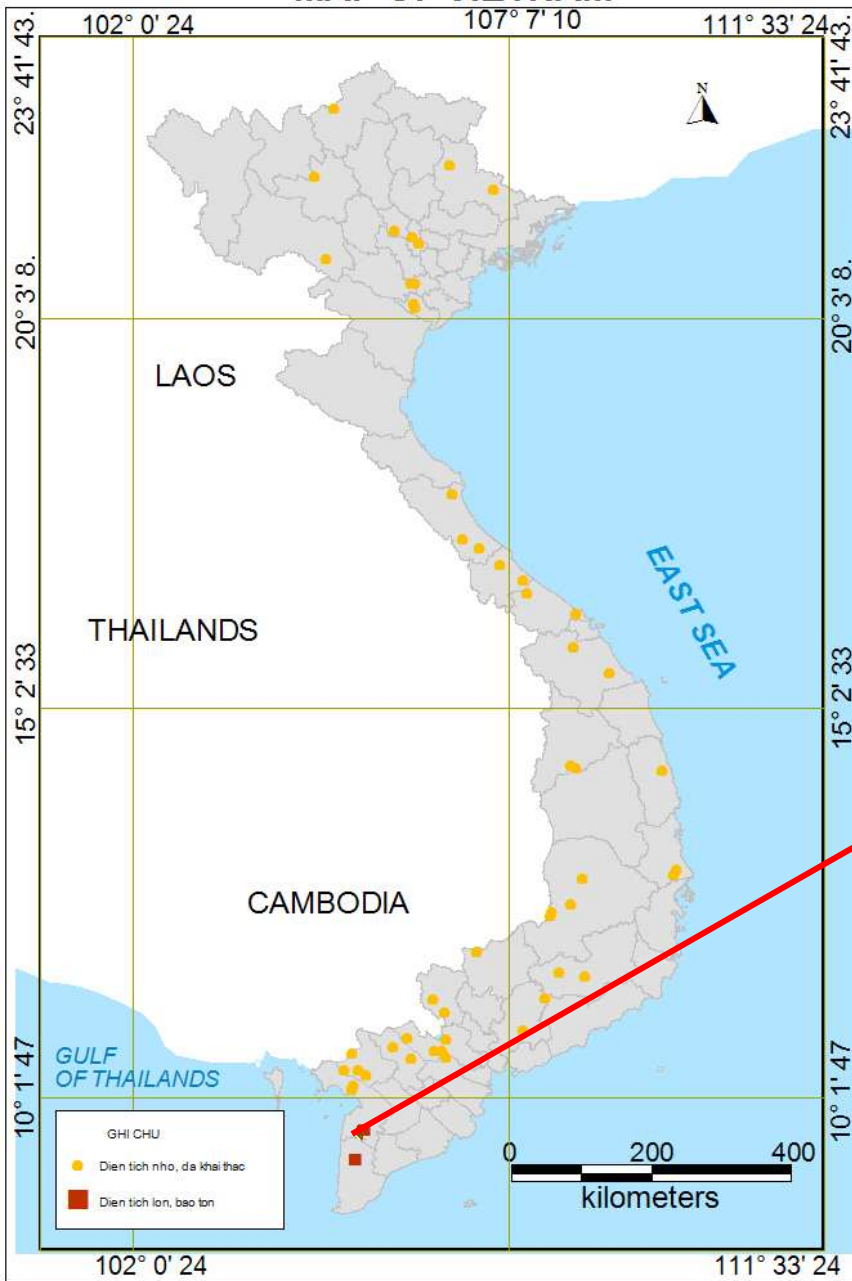 102° 0' 24 107° 7' 10 111° 33' 24
23° 41' 43.
23° 41' 43.
20° 3' 8.
20° 3' 8.
N
LAOS
EAST SEA
THAILANDS
15° 2' 33
15° 2' 33
CAMBODIA
GULF
OF THAILANDS
10° 1' 47
10° 1' 47
GHI CHU
Dien tich nho, da khai thac
Dien tich lon, bao ton
0 200 400
kilometers
102° 0' 24 111° 33' 24